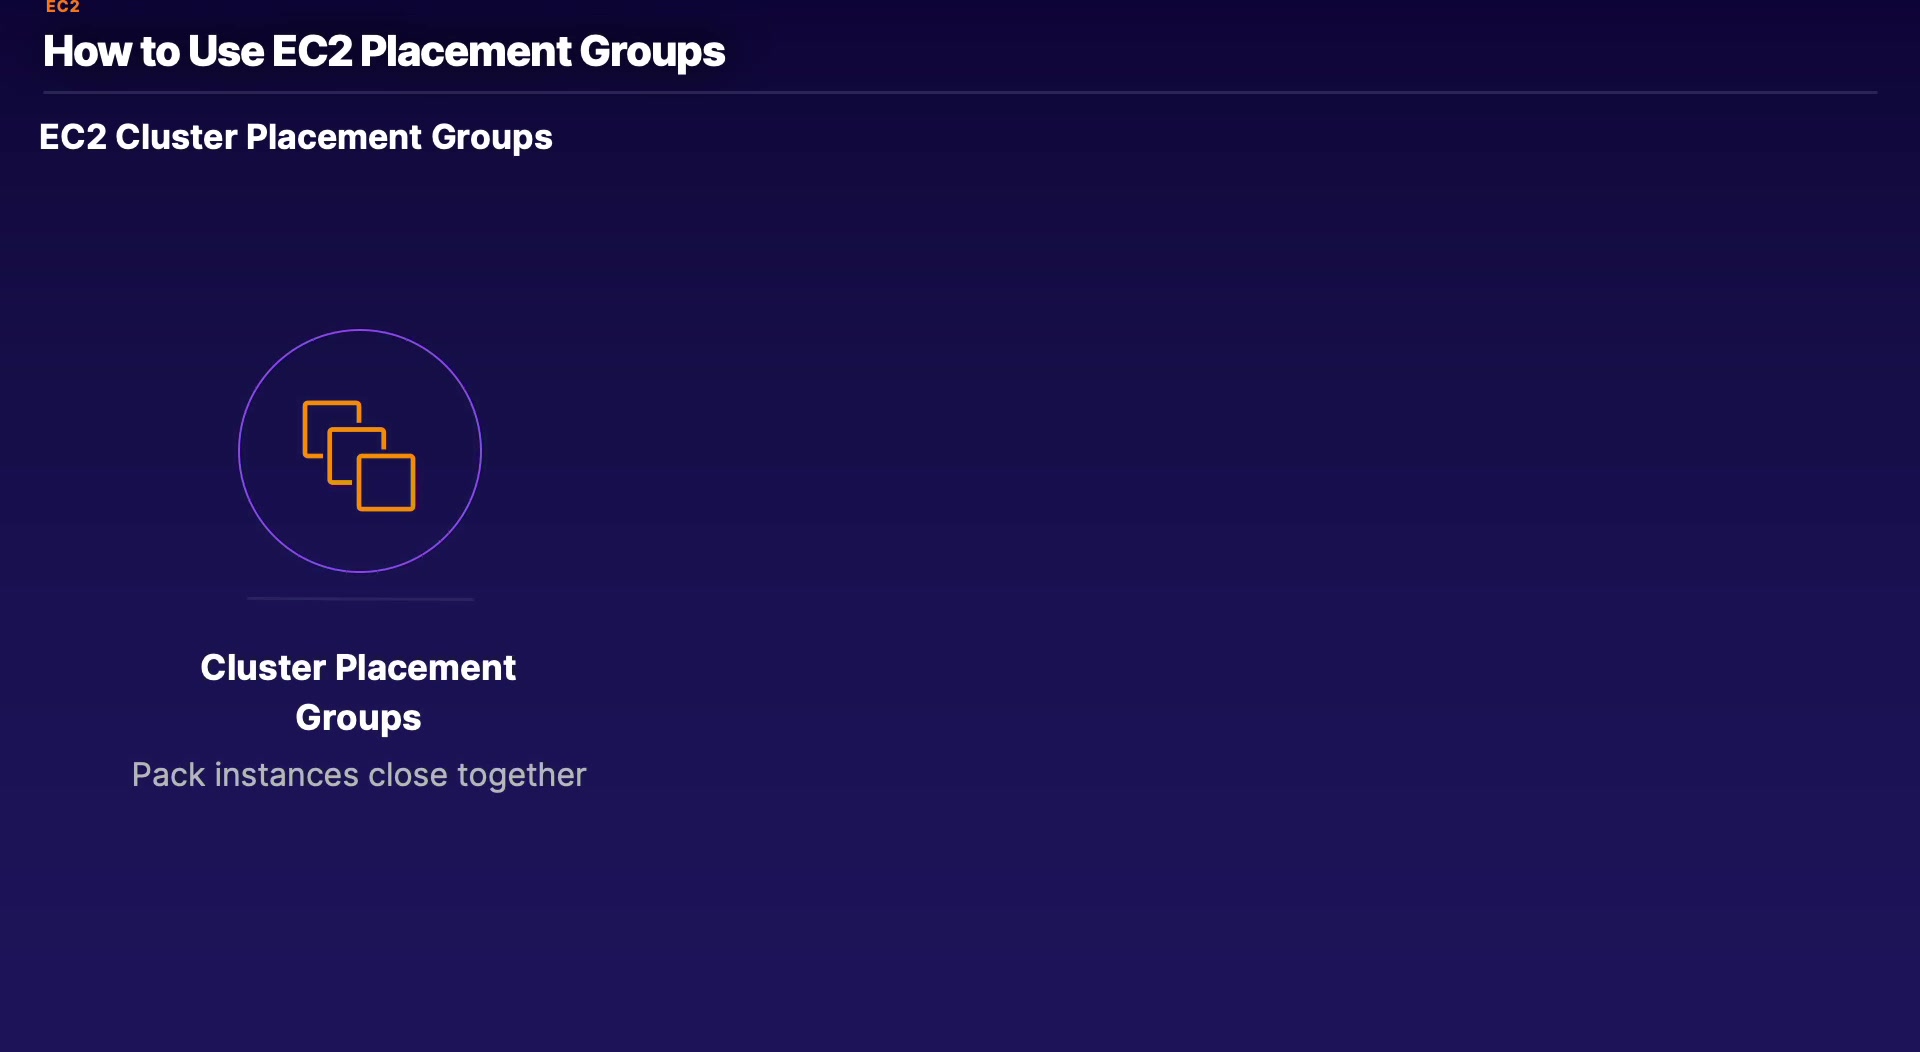 EC2
How to Use EC2 Placement Groups
EC2 Cluster Placement Groups
Cluster Placement
Groups
Pack instances close together